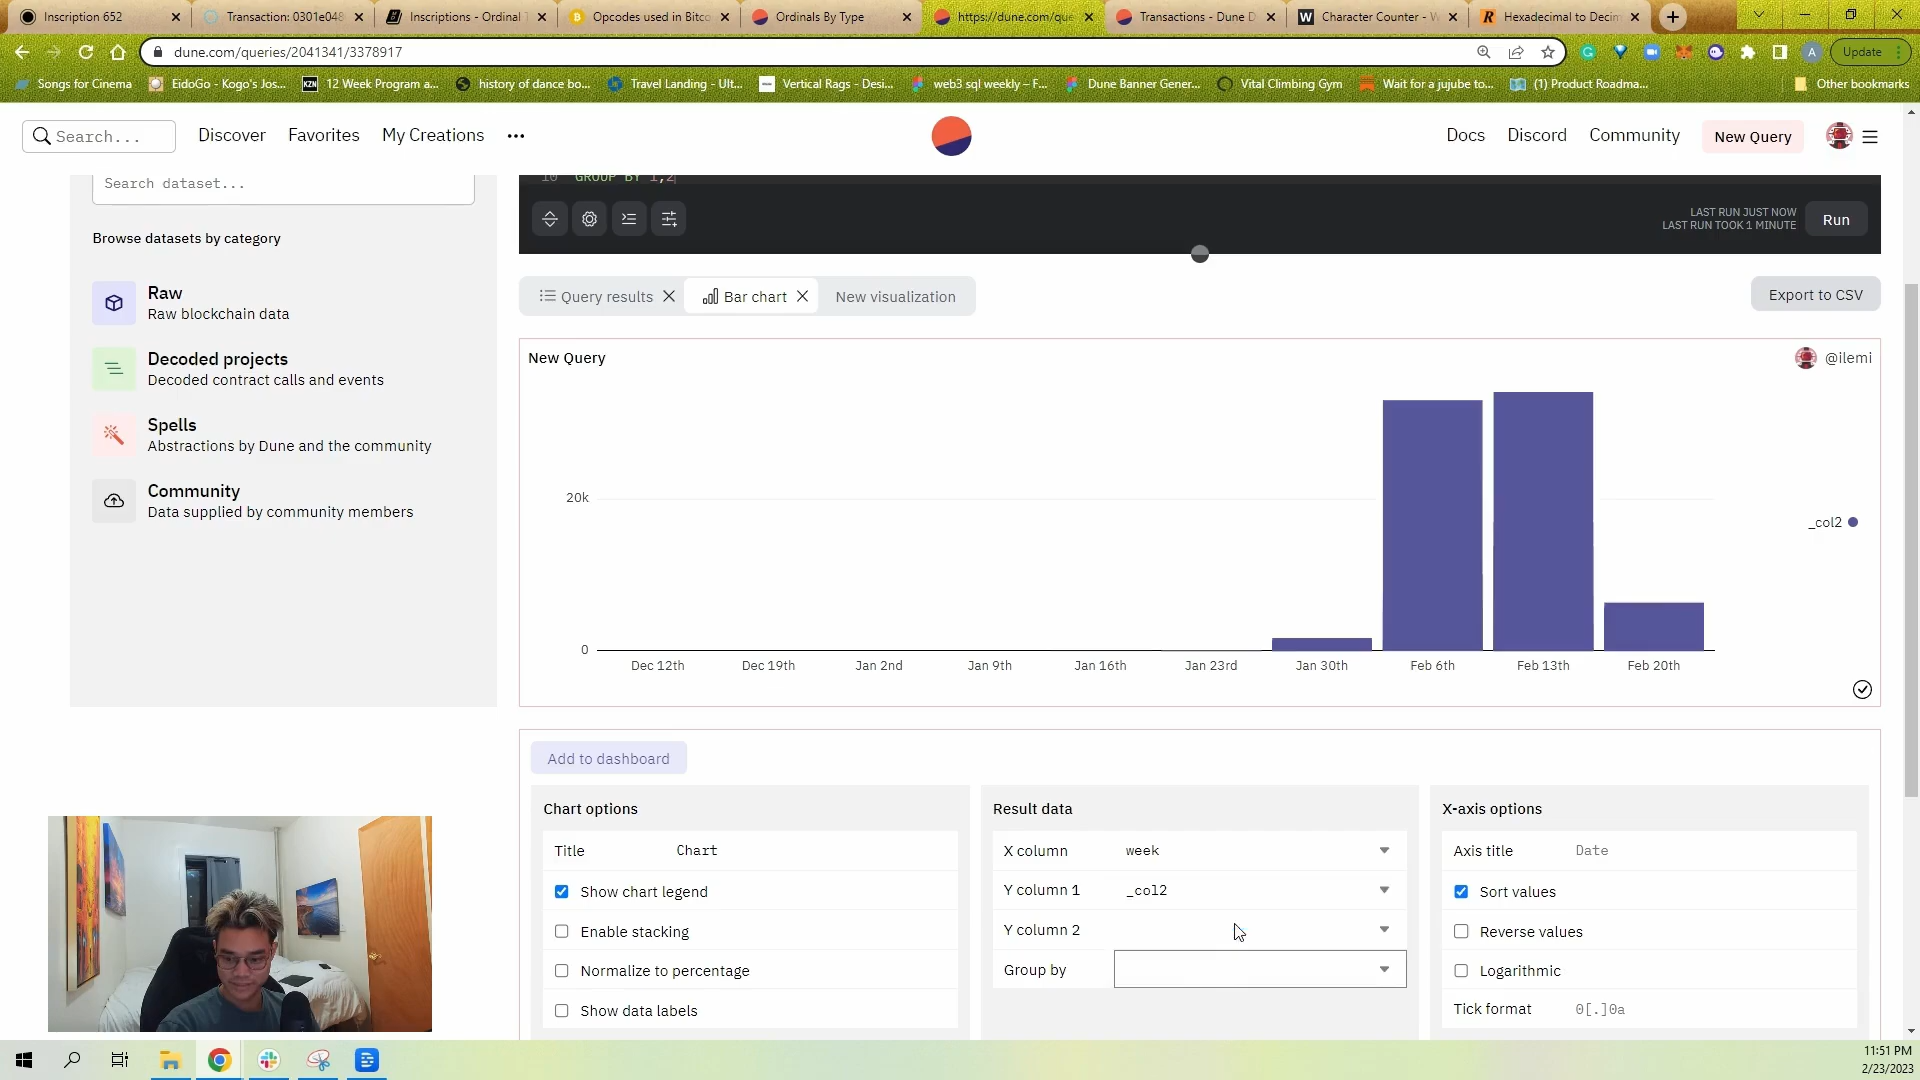 Inscription 652
Transaction: 0301e048
Inscriptions - Ordinal T
Opcodes used in Bitco
Ordinals By Type
https://dune.com/que
Transactions - Dune D
Character Counter - W
Hexadecimal to Decim
dune.com/queries/2041341/3378917
Update
Songs for Cinema
EidoGo - Kogo's Jos...
12 Week Program a...
history of dance bo...
Travel Landing - Ult...
Vertical Rags - Desi...
web3 sql weekly – F...
Dune Banner Gener...
Vital Climbing Gym
Wait for a jujube to...
(1) Product Roadma...
Other bookmarks
Search...
Discover
Favorites
My Creations
Docs
Discord
Community
New Query
Search dataset...
10 GROUP BY 1,2
Browse datasets by category
LAST RUN JUST NOW
LAST RUN TOOK 1 MINUTE
Run
Raw
Raw blockchain data
Decoded projects
Decoded contract calls and events
Spells
Abstractions by Dune and the community
Community
Data supplied by community members
Query results
Bar chart
New visualization
Export to CSV
New Query
@ilemi
20k
0
_col2
Dec 12th
Dec 19th
Jan 2nd
Jan 9th
Jan 16th
Jan 23rd
Jan 30th
Feb 6th
Feb 13th
Feb 20th
Add to dashboard
Chart options
Title Chart
Show chart legend
Enable stacking
Normalize to percentage
Show data labels
Result data
X column week
Y column 1 _col2
Y column 2
Group by
X-axis options
Axis title Date
Sort values
Reverse values
Logarithmic
Tick format 0[.]0a
11:51 PM
2/23/2023